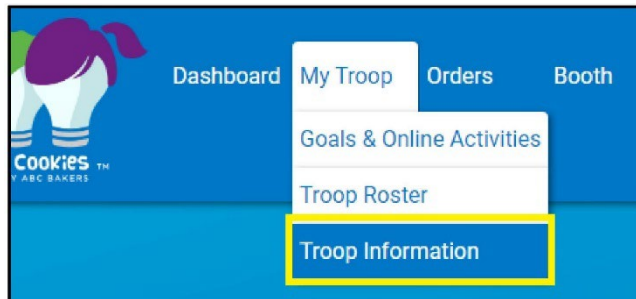 Dashboard My Troop Orders Booth
Goals & Online Activities
COOKIES TM
Y ABC BAKERS
Troop Roster
Troop Information